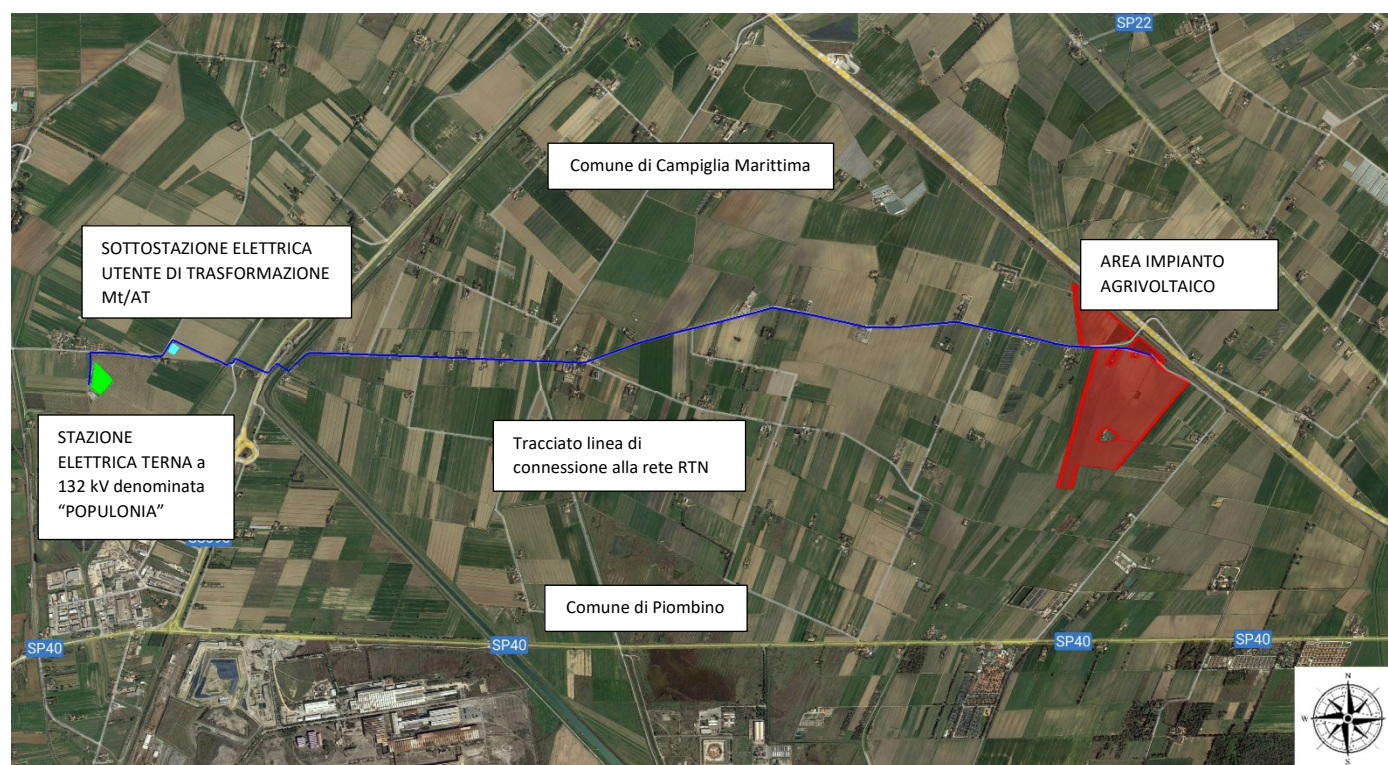 SP22
Comune di Campiglia Marittima
SOTTOSTAZIONE ELETTRICA
UTENTE DI TRASFORMAZIONE
Mt/AT
AREA IMPIANTO
AGRIVOLTAICO
STAZIONE
ELETTRICA TERNA a
132 kV denominata
“POPULONIA”
Tracciato linea di
connessione alla rete RTN
Comune di Piombino
SP40
SP40
SP40
SP40
N
W
E
S